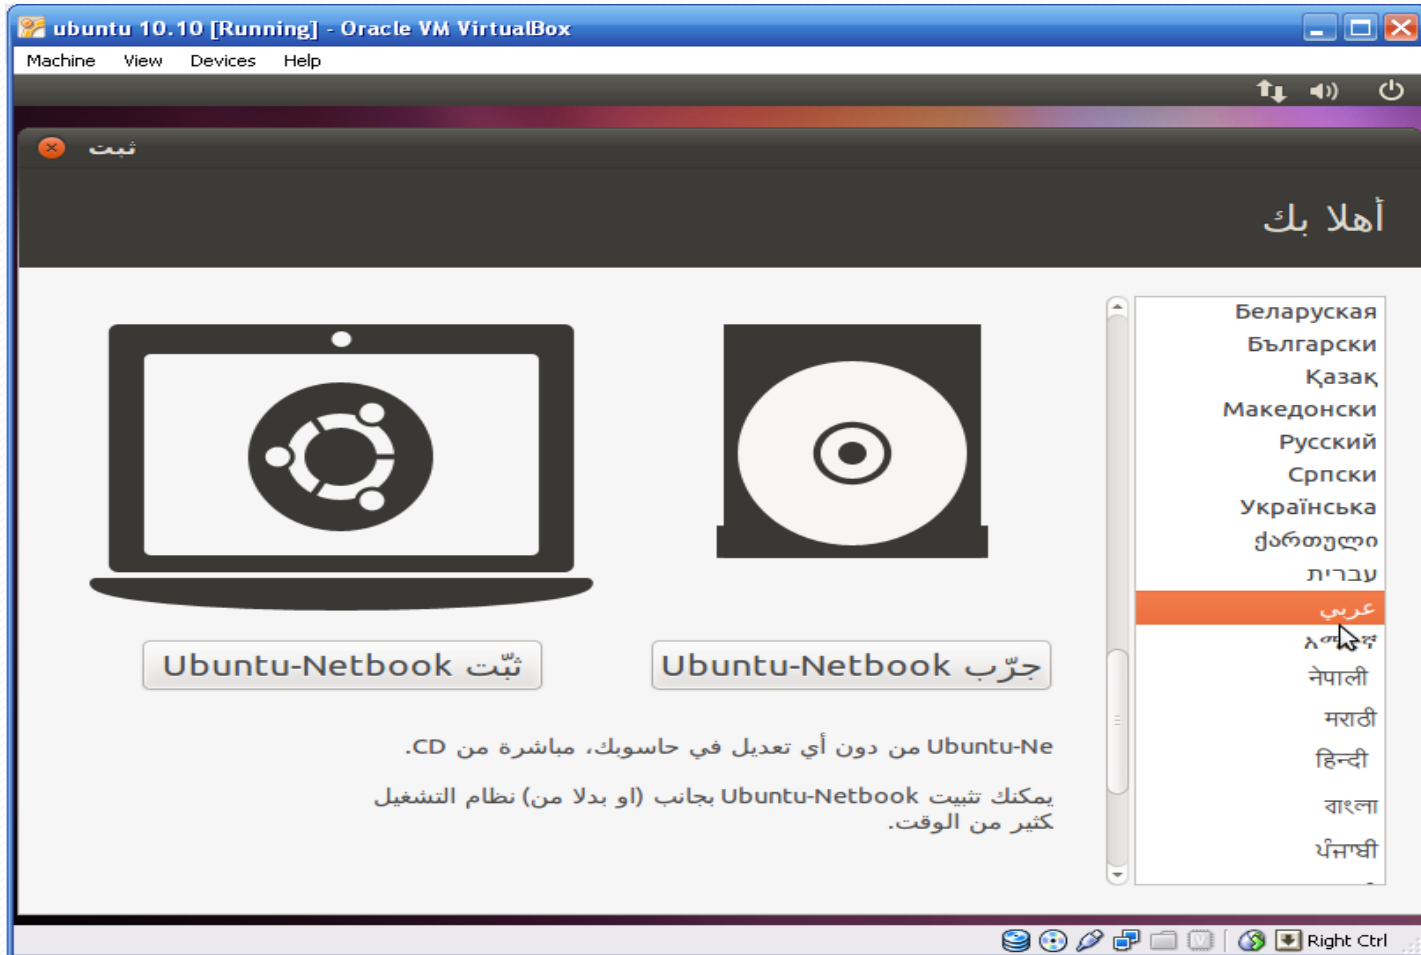 ubuntu 10.10 [Running] - Oracle VM VirtualBox
Machine View Devices Help
ثبت
أهلا بك
Беларуская
Български
Қазақ
Македонски
Русский
Српски
Українська
ქართული
עברית
عربي
नेपाली
मराठी
हिन्दी
বাংলা
ਪੰਜਾਬੀ
جرّب Ubuntu-Netbook
ثبّت Ubuntu-Netbook
Ubuntu-Ne من دون أي تعديل في حاسوبك، مباشرة من CD.
يمكنك تثبيت Ubuntu-Netbook بجانب (او بدلا من) نظام التشغيل
كثير من الوقت.
Right Ctrl